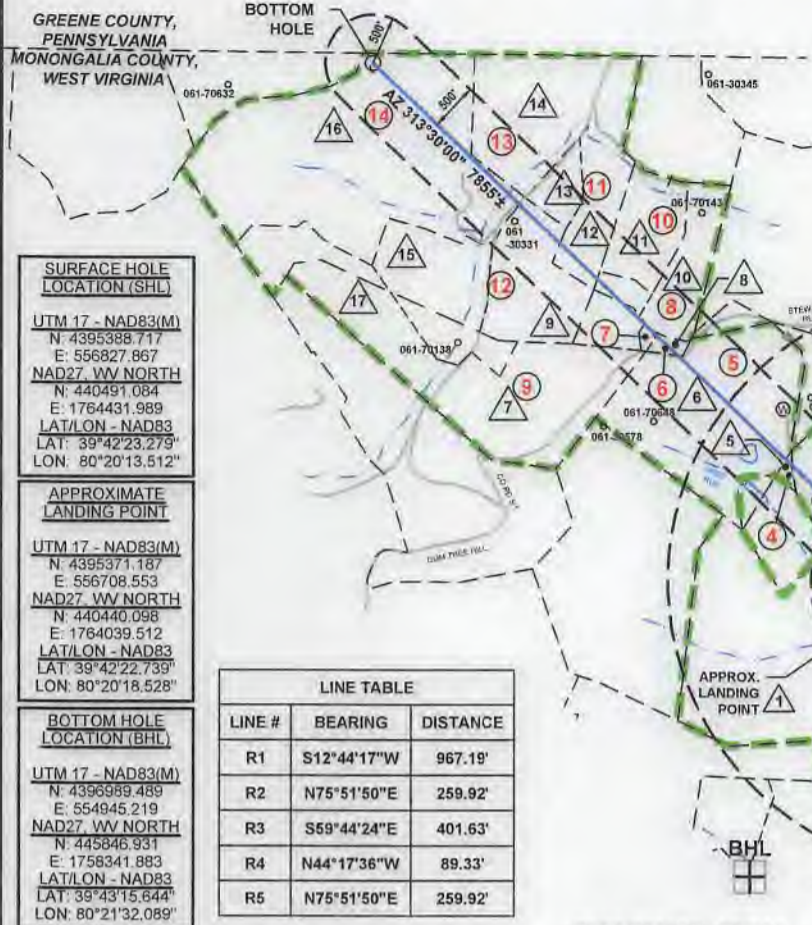 GREENE COUNTY,
PENNSYLVANIA
MONONGALIA COUNTY,
WEST VIRGINIA
BOTTOM
HOLE
500'
061-70632
061-30345
14
16
14
500'
13
AZ 313°30'00" 7855'±
13
11
061-70143
10
12
11
061
-30331
15
17
12
9
10
8
8
7
5
061-70138
9
7
6
6
061-70648
W
5
4
CO RD 5/1
GUM TREE HILL
RUN
APPROX.
LANDING
POINT
1
BHL
SURFACE HOLE
LOCATION (SHL)
UTM 17 - NAD83(M)
N: 4395388.717
E: 556827.867
NAD27, WV NORTH
N: 440491.084
E: 1764431.989
LAT/LON - NAD83
LAT: 39°42'23.279"
LON: 80°20'13.512"
APPROXIMATE
LANDING POINT
UTM 17 - NAD83(M)
N: 4395371.187
E: 556708.553
NAD27, WV NORTH
N: 440440.098
E: 1764039.512
LAT/LON - NAD83
LAT: 39°42'22.739"
LON: 80°20'18.528"
BOTTOM HOLE
LOCATION (BHL)
UTM 17 - NAD83(M)
N: 4396989.489
E: 554945.219
NAD27, WV NORTH
N: 445846.931
E: 1758341.883
LAT/LON - NAD83
LAT: 39°43'15.644"
LON: 80°21'32.089"
LINE TABLE
LINE # BEARING DISTANCE
R1 S12°44'17"W 967.19'
R2 N75°51'50"E 259.92'
R3 S59°44'24"E 401.63'
R4 N44°17'36"W 89.33'
R5 N75°51'50"E 259.92'